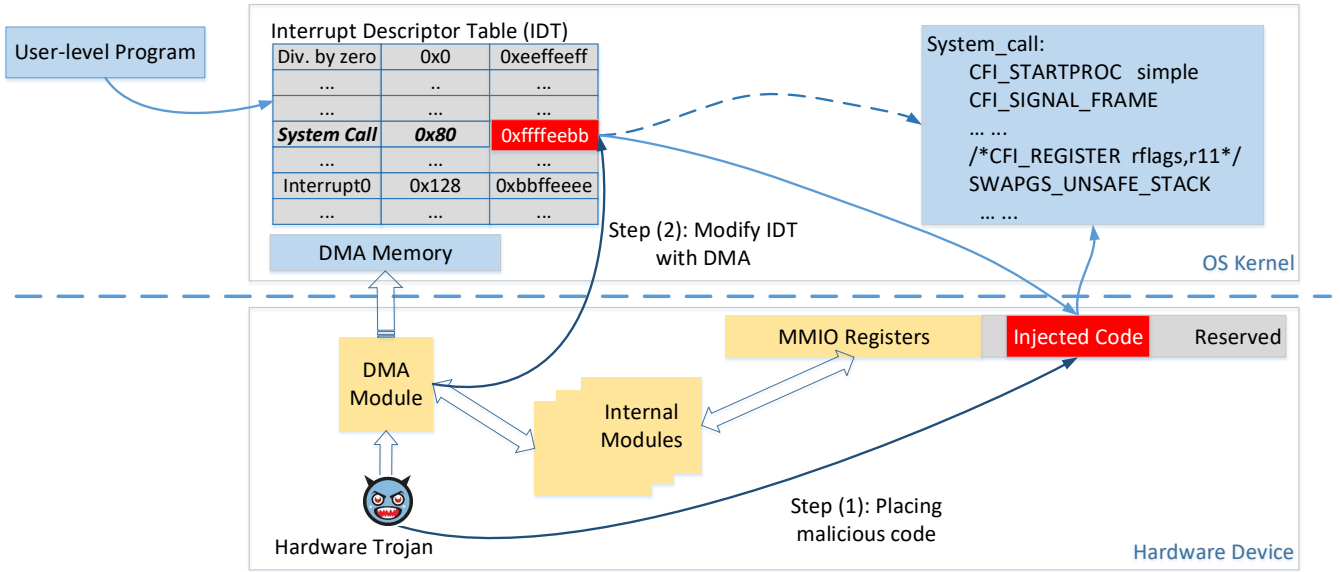 User-level Program
Interrupt Descriptor Table (IDT)
Div. by zero 0x0 0xeeffeeff
... .. ...
... ... ...
System Call 0x80 0xffffeebb
... ... ...
Interrupt0 0x128 0xbbffeeee
... ... ...
DMA Memory
System_call:
CFI_STARTPROC simple
CFI_SIGNAL_FRAME
... ...
/*CFI_REGISTER rflags,r11*/
SWAPGS_UNSAFE_STACK
... ...
Step (2): Modify IDT
with DMA
OS Kernel
MMIO Registers
Injected Code
Reserved
DMA
Module
Internal
Modules
Step (1): Placing
malicious code
Hardware Trojan
Hardware Device